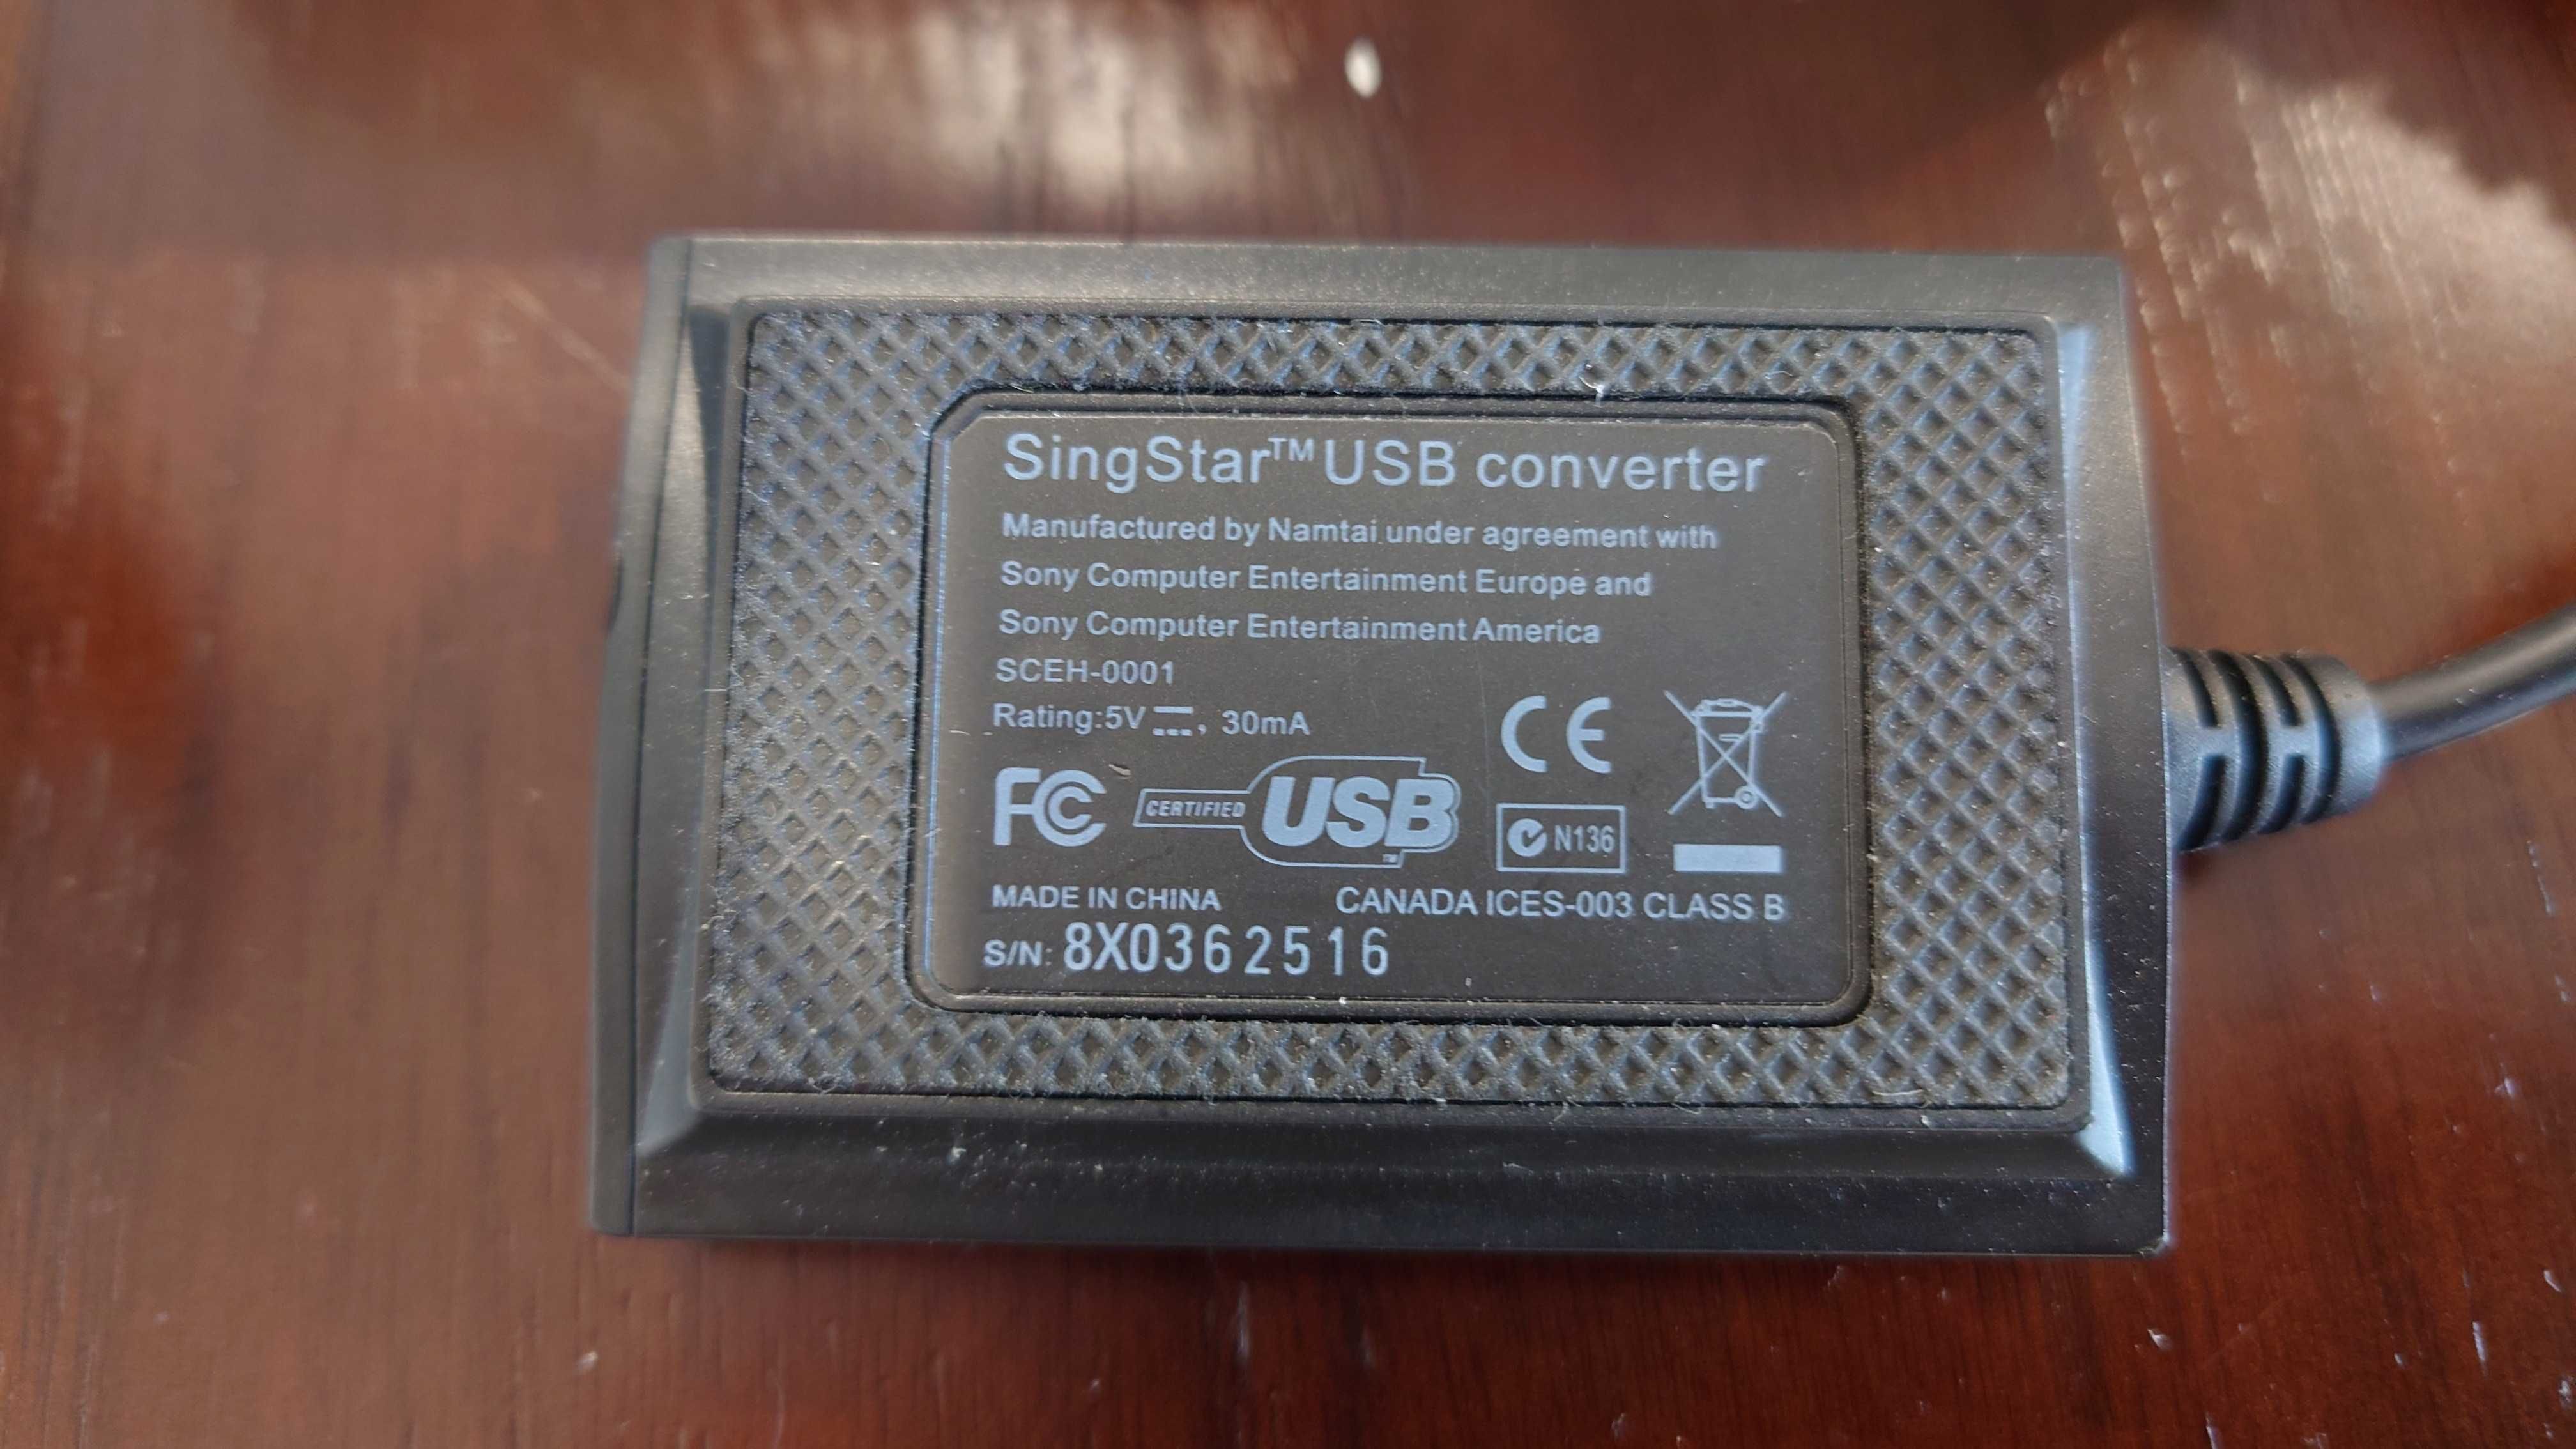 SingStar™ USB converter
Manufactured by Namtai under agreement with
Sony Computer Entertainment Europe and
Sony Computer Entertainment America
SCEH-0001
Rating:5V ⎓, 30mA
CE
FC CERTIFIED USB™
N136
MADE IN CHINA CANADA ICES-003 CLASS B
S/N: 8X0362516